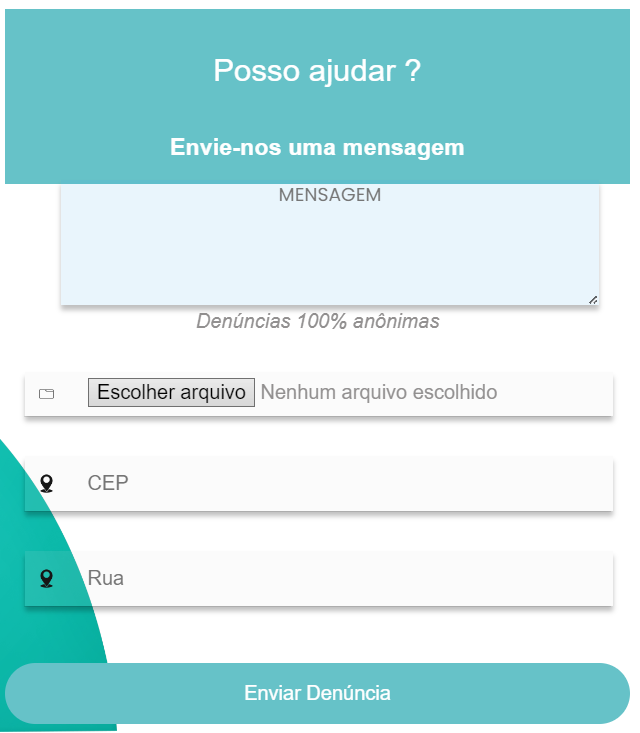 Posso ajudar ?
Envie-nos uma mensagem
MENSAGEM
Denúncias 100% anônimas
Escolher arquivo Nenhum arquivo escolhido
CEP
Rua
Enviar Denúncia